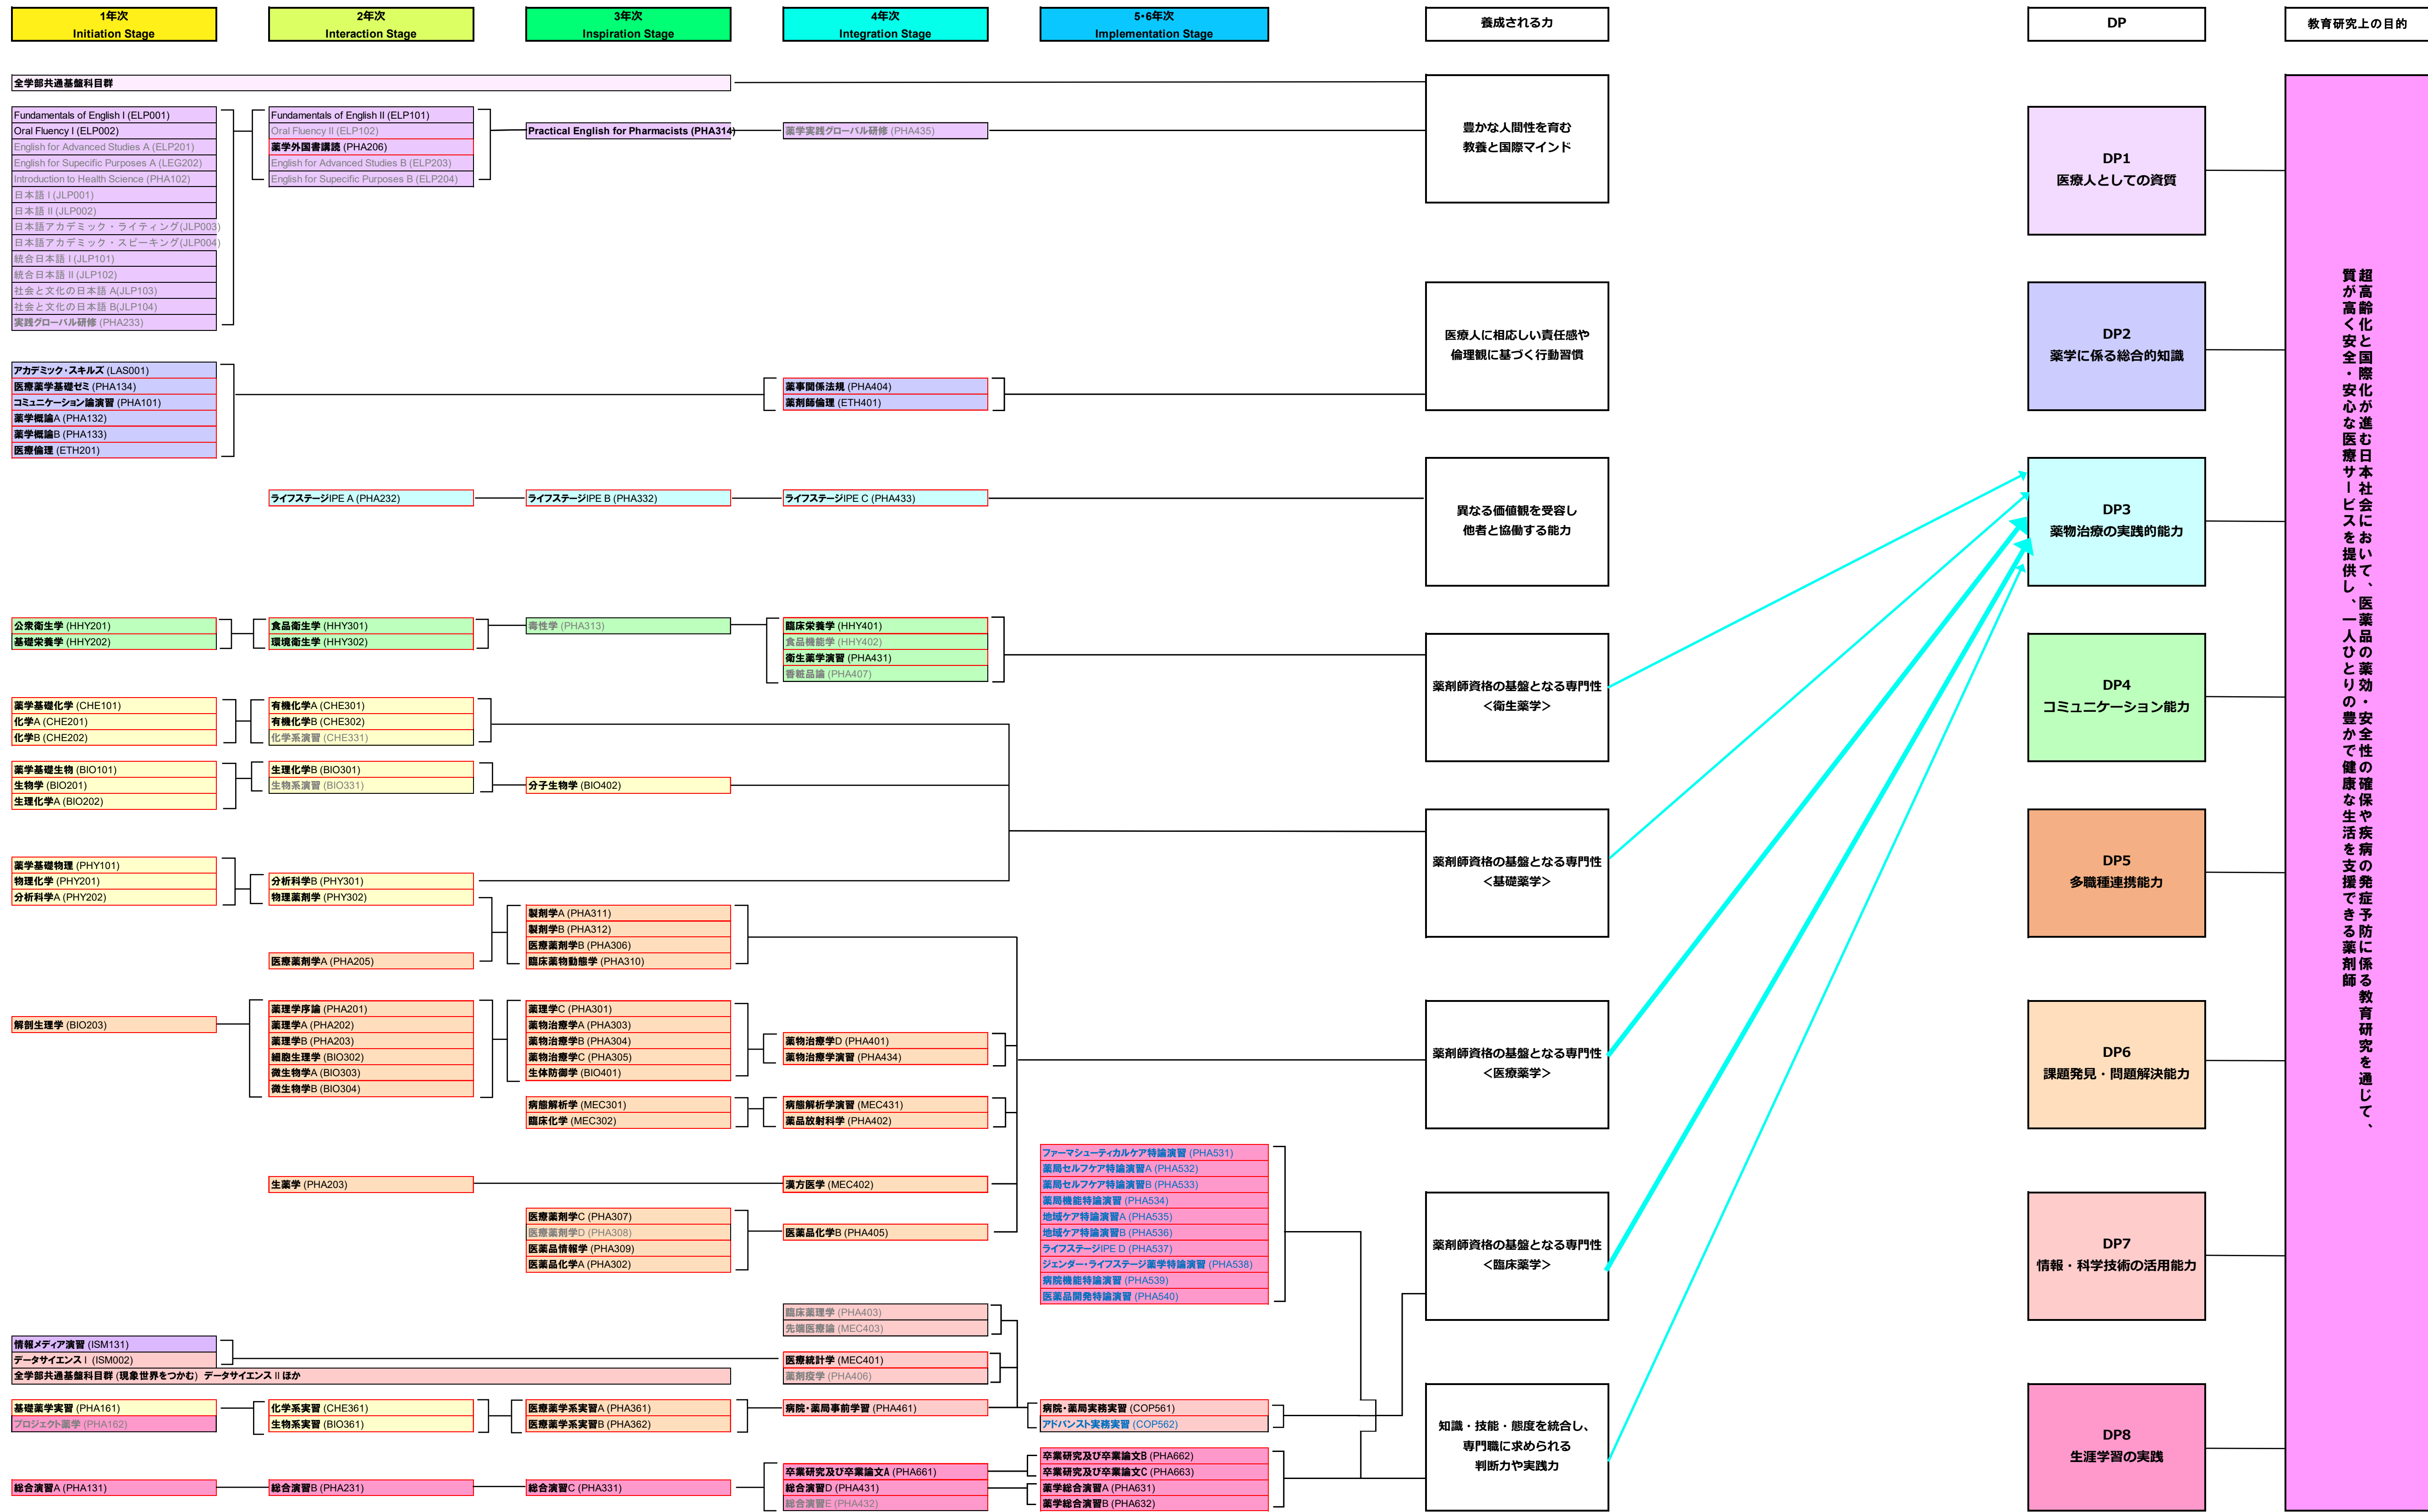 1年次
Initiation Stage
2年次
Interaction Stage
3年次
Inspiration Stage
4年次
Integration Stage
5・6年次
Implementation Stage
養成される力
DP
教育研究上の目的
全学部共通基盤科目群
Fundamentals of English I (ELP001)
Oral Fluency I (ELP002)
English for Advanced Studies A (ELP201)
English for Supecific Purposes A (LEG202)
Introduction to Health Science (PHA102)
日本語 I (JLP001)
日本語 II (JLP002)
日本語アカデミック・ライティング(JLP003)
日本語アカデミック・スピーキング(JLP004)
統合日本語 I (JLP101)
統合日本語 II (JLP102)
社会と文化の日本語 A(JLP103)
社会と文化の日本語 B(JLP104)
実践グローバル研修 (PHA233)
Fundamentals of English II (ELP101)
Oral Fluency II (ELP102)
薬学外国書講読 (PHA206)
English for Advanced Studies B (ELP203)
English for Supecific Purposes B (ELP204)
Practical English for Pharmacists (PHA314)
薬学実践グローバル研修 (PHA435)
豊かな人間性を育む
教養と国際マインド
DP1
医療人としての資質
アカデミック・スキルズ (LAS001)
医療薬学基礎ゼミ (PHA134)
コミュニケーション論演習 (PHA101)
薬学概論A (PHA132)
薬学概論B (PHA133)
医療倫理 (ETH201)
薬事関係法規 (PHA404)
薬剤師倫理 (ETH401)
医療人に相応しい責任感や
倫理観に基づく行動習慣
DP2
薬学に係る総合的知識
ライフステージIPE A (PHA232)
ライフステージIPE B (PHA332)
ライフステージIPE C (PHA433)
異なる価値観を受容し
他者と協働する能力
DP3
薬物治療の実践的能力
公衆衛生学 (HHY201)
基礎栄養学 (HHY202)
食品衛生学 (HHY301)
環境衛生学 (HHY302)
毒性学 (PHA313)
臨床栄養学 (HHY401)
食品機能学 (HHY402)
衛生薬学演習 (PHA431)
香粧品論 (PHA407)
薬剤師資格の基盤となる専門性
＜衛生薬学＞
DP4
コミュニケーション能力
薬学基礎化学 (CHE101)
化学A (CHE201)
化学B (CHE202)
有機化学A (CHE301)
有機化学B (CHE302)
化学系演習 (CHE331)
薬学基礎生物 (BIO101)
生物学 (BIO201)
生理化学A (BIO202)
生理化学B (BIO301)
生物系演習 (BIO331)
分子生物学 (BIO402)
薬学基礎物理 (PHY101)
物理化学 (PHY201)
分析科学A (PHY202)
分析科学B (PHY301)
物理薬剤学 (PHY302)
薬剤師資格の基盤となる専門性
＜基礎薬学＞
DP5
多職種連携能力
医療薬剤学A (PHA205)
製剤学A (PHA311)
製剤学B (PHA312)
医療薬剤学B (PHA306)
臨床薬物動態学 (PHA310)
解剖生理学 (BIO203)
薬理学序論 (PHA201)
薬理学A (PHA202)
薬理学B (PHA203)
細胞生理学 (BIO302)
微生物学A (BIO303)
微生物学B (BIO304)
薬理学C (PHA301)
薬物治療学A (PHA303)
薬物治療学B (PHA304)
薬物治療学C (PHA305)
生体防御学 (BIO401)
薬物治療学D (PHA401)
薬物治療学演習 (PHA434)
病態解析学 (MEC301)
臨床化学 (MEC302)
病態解析学演習 (MEC431)
薬品放射科学 (PHA402)
薬剤師資格の基盤となる専門性
＜医療薬学＞
DP6
課題発見・問題解決能力
生薬学 (PHA203)
漢方医学 (MEC402)
医療薬剤学C (PHA307)
医療薬剤学D (PHA308)
医薬品情報学 (PHA309)
医薬品化学A (PHA302)
医薬品化学B (PHA405)
ファーマシューティカルケア特論演習 (PHA531)
薬局セルフケア特論演習A (PHA532)
薬局セルフケア特論演習B (PHA533)
薬局機能特論演習 (PHA534)
地域ケア特論演習A (PHA535)
地域ケア特論演習B (PHA536)
ライフステージIPE D (PHA537)
ジェンダー・ライフステージ薬学特論演習 (PHA538)
病院機能特論演習 (PHA539)
医薬品開発特論演習 (PHA540)
薬剤師資格の基盤となる専門性
＜臨床薬学＞
DP7
情報・科学技術の活用能力
臨床薬理学 (PHA403)
先端医療論 (MEC403)
情報メディア演習 (ISM131)
データサイエンス I (ISM002)
全学部共通基盤科目群 (現象世界をつかむ) データサイエンス II ほか
医療統計学 (MEC401)
薬剤疫学 (PHA406)
基礎薬学実習 (PHA161)
プロジェクト薬学 (PHA162)
化学系実習 (CHE361)
生物系実習 (BIO361)
医療薬学系実習A (PHA361)
医療薬学系実習B (PHA362)
病院・薬局事前学習 (PHA461)
病院・薬局実務実習 (COP561)
アドバンスト実務実習 (COP562)
知識・技能・態度を統合し、
専門職に求められる
判断力や実践力
DP8
生涯学習の実践
総合演習A (PHA131)
総合演習B (PHA231)
総合演習C (PHA331)
卒業研究及び卒業論文A (PHA661)
総合演習D (PHA431)
総合演習E (PHA432)
卒業研究及び卒業論文B (PHA662)
卒業研究及び卒業論文C (PHA663)
薬学総合演習A (PHA631)
薬学総合演習B (PHA632)
超高齢化と国際化が進む日本社会において、医薬品の薬効・安全性の確保や疾病の発症予防に係る教育研究を通じて、
質が高く安全・安心な医療サービスを提供し、一人ひとりの豊かで健康な生活を支援できる薬剤師